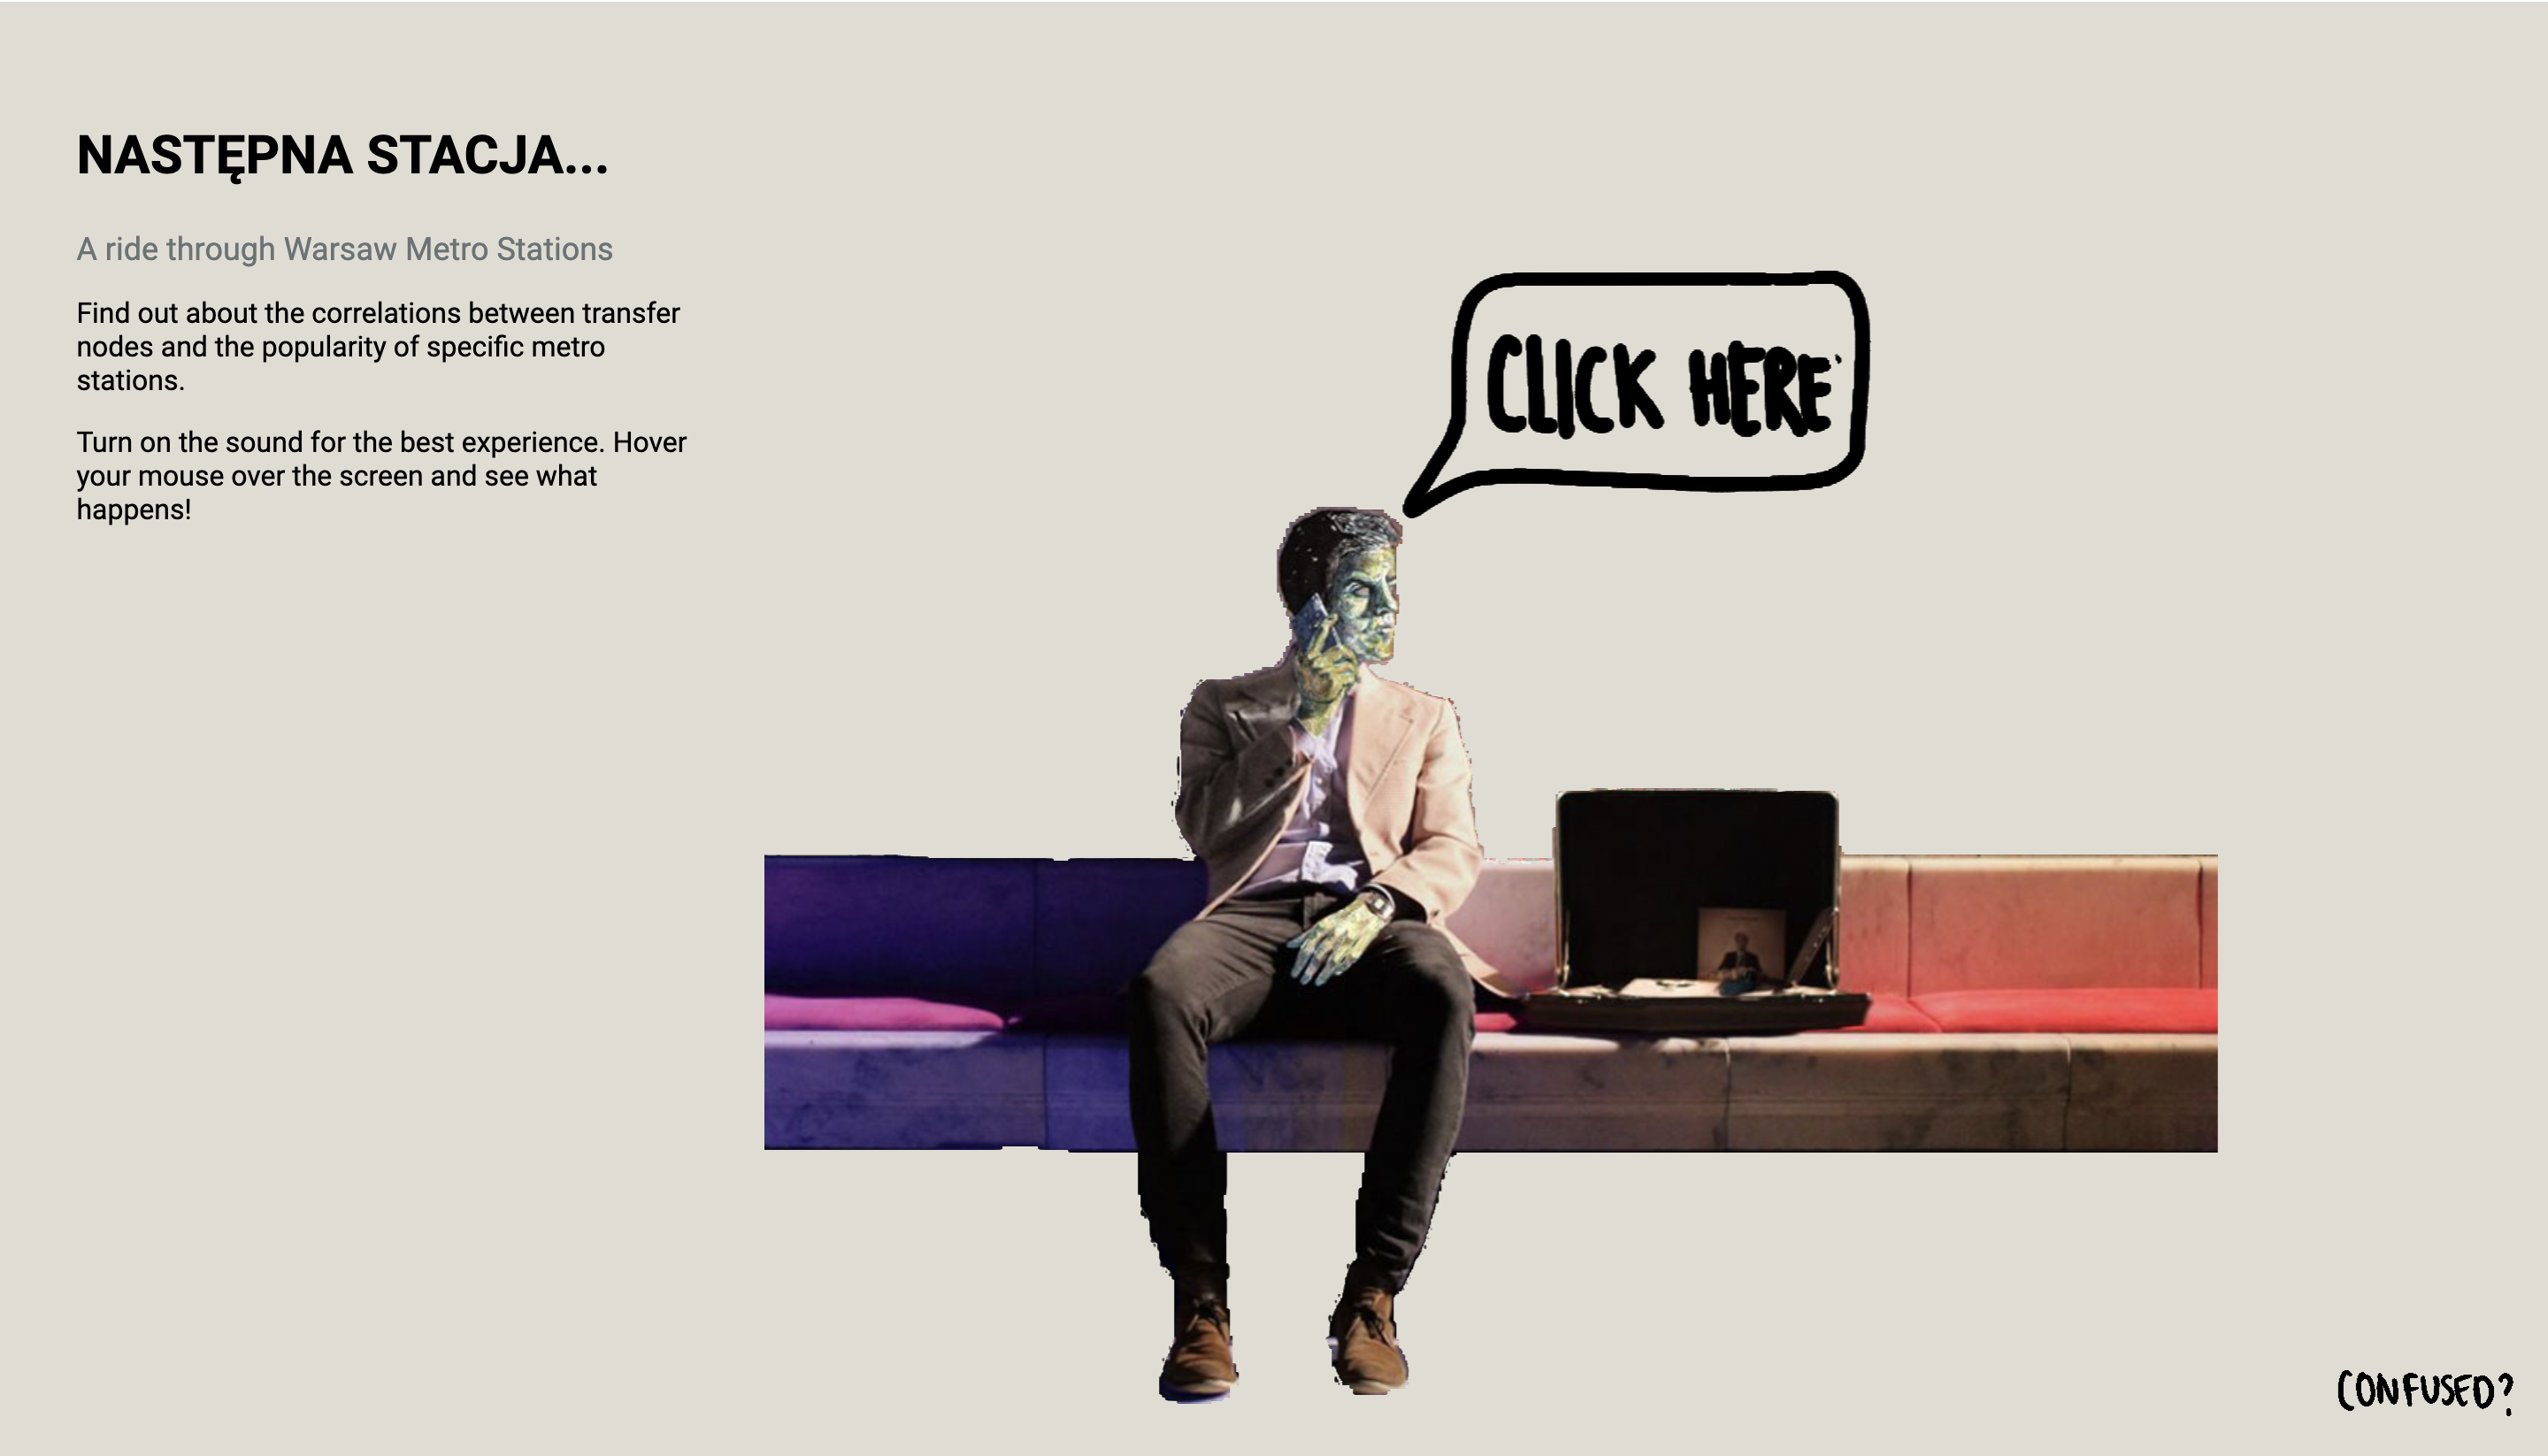 NASTĘPNA STACJA...
A ride through Warsaw Metro Stations
Find out about the correlations between transfer
nodes and the popularity of specific metro
stations.
Turn on the sound for the best experience. Hover
your mouse over the screen and see what
happens!
CLICK HERE
CONFUSED?